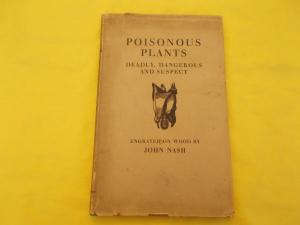 POISONOUS
PLANTS
DEADLY, DANGEROUS
AND SUSPECT
ENGRAVED ON WOOD BY
JOHN NASH